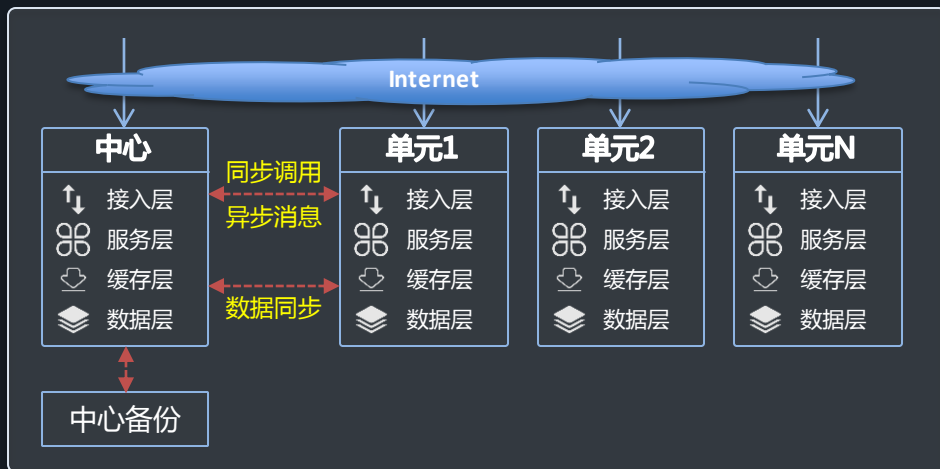 Internet
中心
接入层
服务层
缓存层
数据层
同步调用
异步消息
数据同步
单元1
接入层
服务层
缓存层
数据层
单元2
接入层
服务层
缓存层
数据层
单元N
接入层
服务层
缓存层
数据层
中心备份